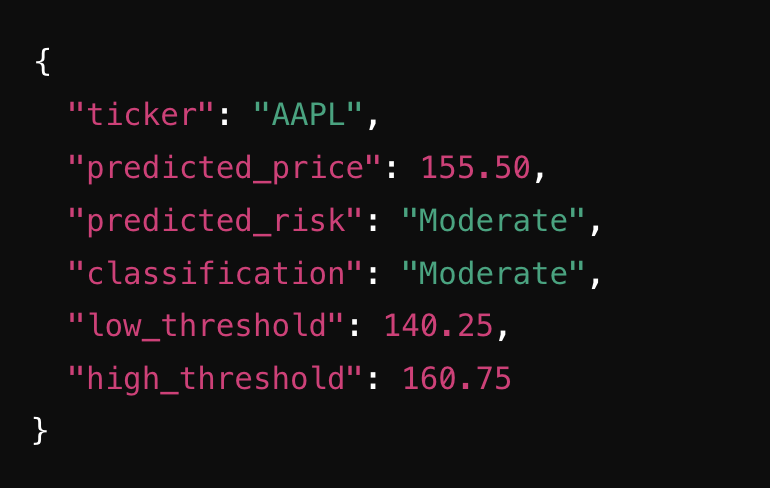 {
"ticker": "AAPL",
"predicted_price": 155.50,
"predicted_risk": "Moderate",
"classification": "Moderate",
"low_threshold": 140.25,
"high_threshold": 160.75
}